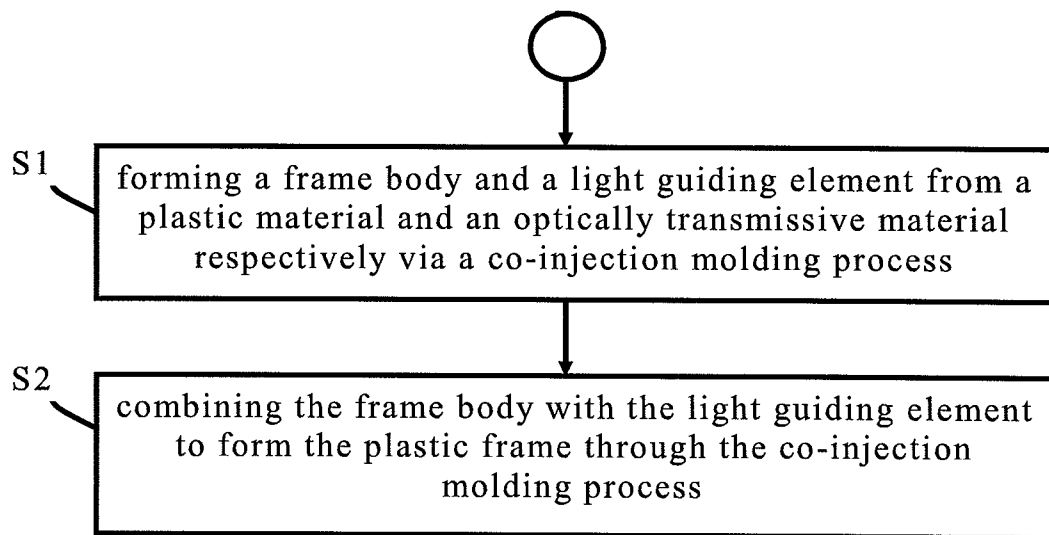 S1
forming a frame body and a light guiding element from a
plastic material and an optically transmissive material
respectively via a co-injection molding process
S2
combining the frame body with the light guiding element
to form the plastic frame through the co-injection
molding process